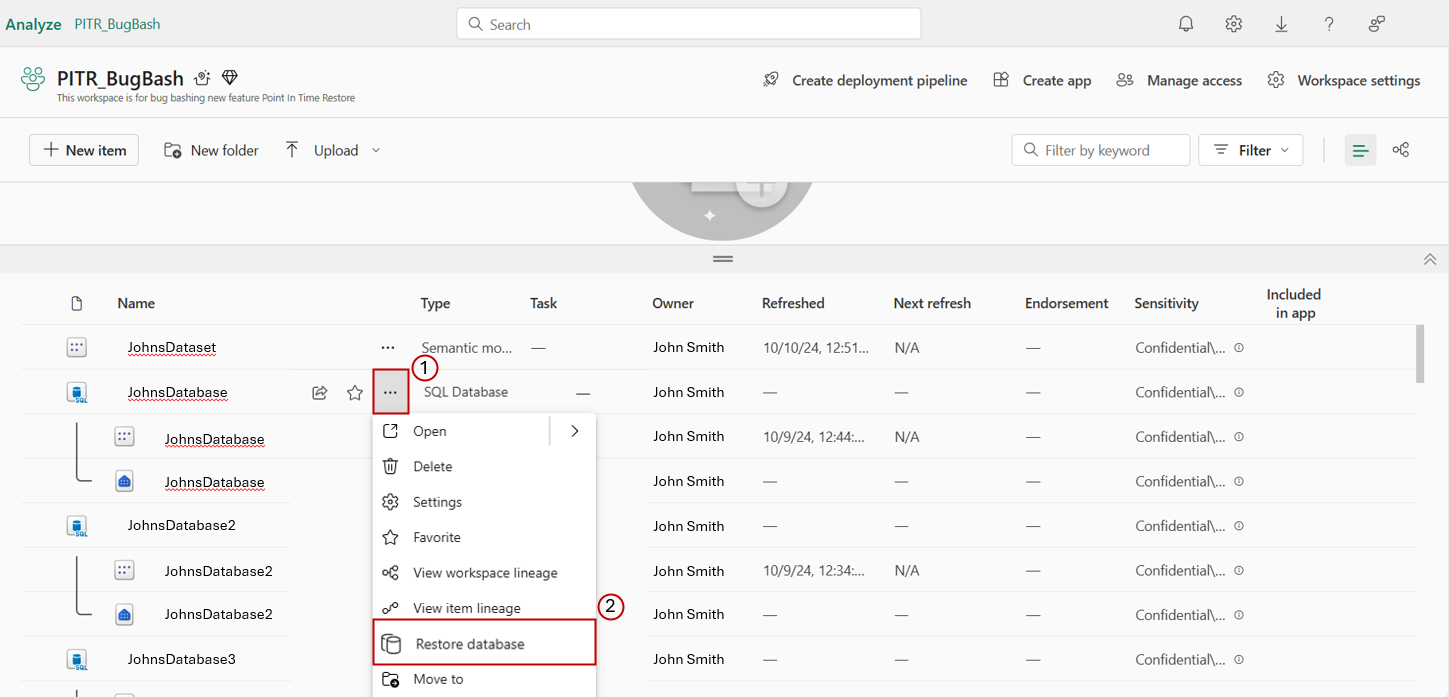 Analyze PITR_BugBash Search ?
PITR_BugBash Create deployment pipeline Create app Manage access Workspace settings
This workspace is for bug bashing new feature Point In Time Restore
New item New folder Upload Filter by keyword Filter
Name Type Task Owner Refreshed Next refresh Endorsement Sensitivity Included
in app
JohnsDataset ... Semantic mo... — John Smith 10/10/24, 12:51... N/A — Confidential\...
1
JohnsDatabase ... SQL Database — John Smith — — — Confidential\...
Open
JohnsDatabase John Smith 10/9/24, 12:44:... N/A — Confidential\...
Delete
JohnsDatabase John Smith — — — Confidential\...
Settings
JohnsDatabase2 John Smith — — — Confidential\...
Favorite
JohnsDatabase2 View workspace lineage John Smith 10/9/24, 12:34:... N/A — Confidential\...
View item lineage 2
JohnsDatabase2 John Smith — — — Confidential\...
Restore database
JohnsDatabase3 John Smith — — — Confidential\...
Move to